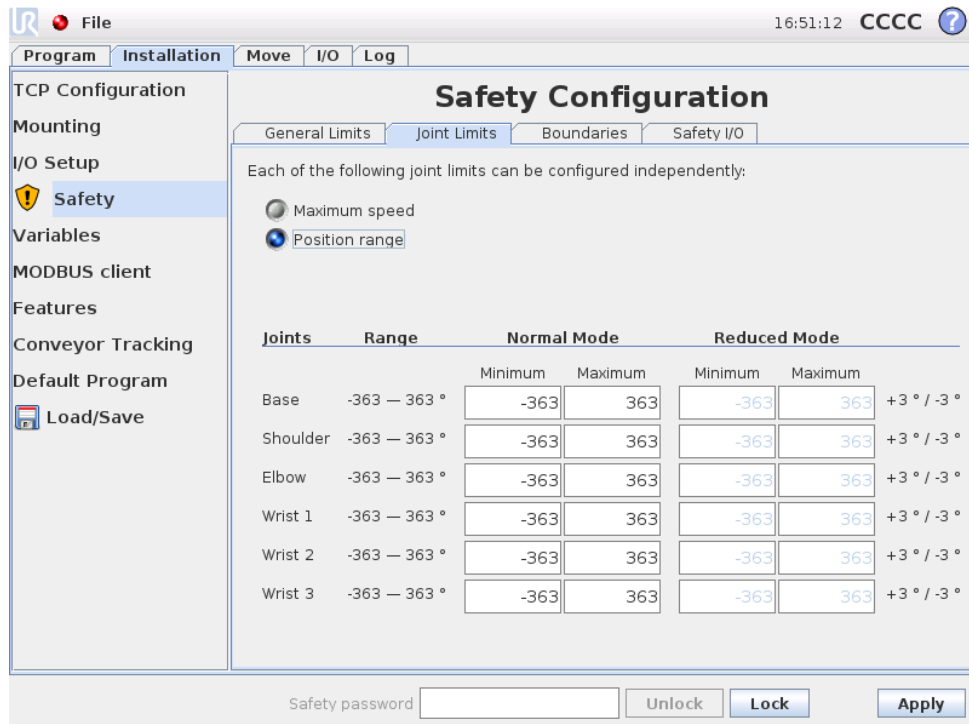 UR File 16:51:12 CCCC ?
Program Installation Move I/O Log
TCP Configuration
Mounting
I/O Setup
Safety
Variables
MODBUS client
Features
Conveyor Tracking
Default Program
Load/Save
Safety Configuration
General Limits Joint Limits Boundaries Safety I/O
Each of the following joint limits can be configured independently:
Maximum speed
Position range
Joints Range Normal Mode Reduced Mode
Minimum Maximum Minimum Maximum
Base -363 — 363 ° -363 363 -363 363 +3 ° / -3 °
Shoulder -363 — 363 ° -363 363 -363 363 +3 ° / -3 °
Elbow -363 — 363 ° -363 363 -363 363 +3 ° / -3 °
Wrist 1 -363 — 363 ° -363 363 -363 363 +3 ° / -3 °
Wrist 2 -363 — 363 ° -363 363 -363 363 +3 ° / -3 °
Wrist 3 -363 — 363 ° -363 363 -363 363 +3 ° / -3 °
Safety password Unlock Lock Apply